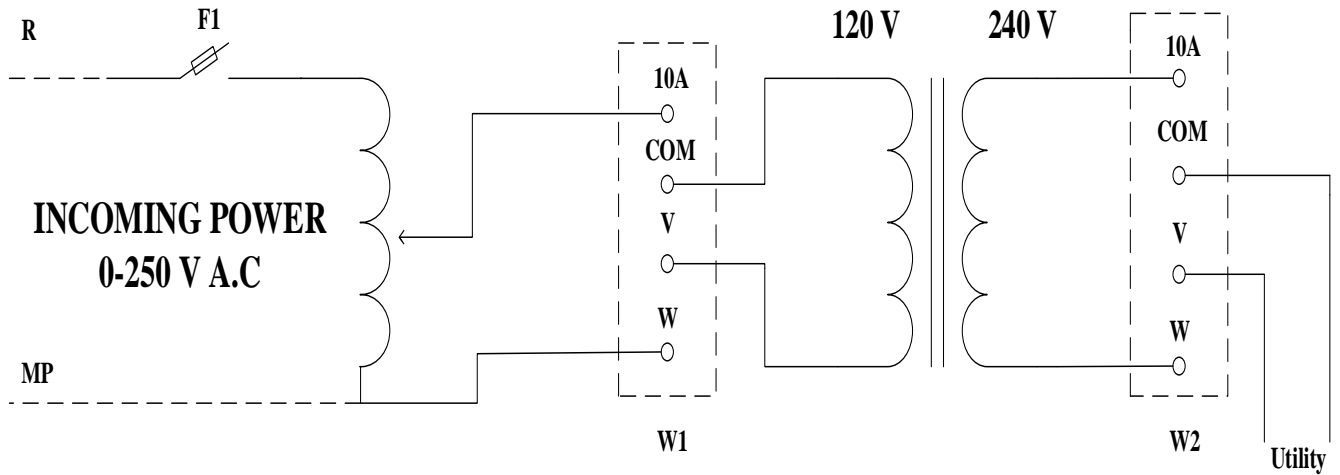 R
F1
INCOMING POWER
0-250 V A.C
MP
10A
COM
V
W
W1
120 V
240 V
10A
COM
V
W
W2
Utility